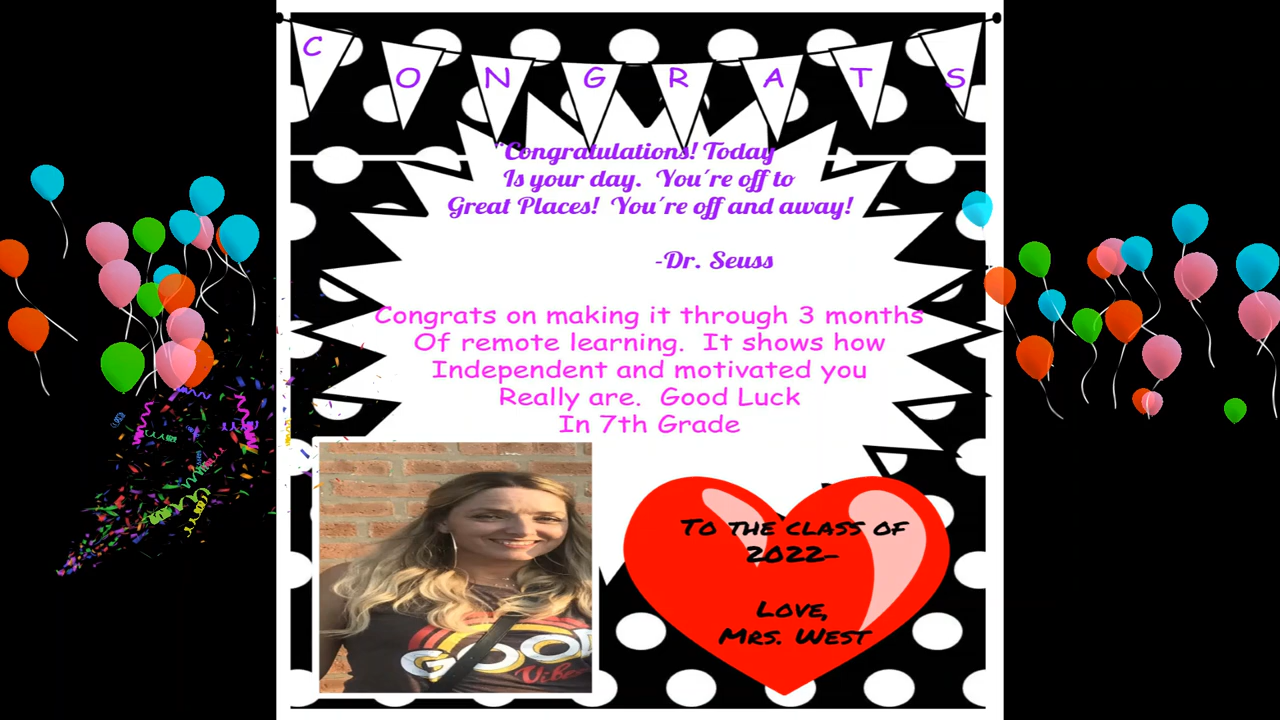 CONGRATS
"Congratulations! Today
Is your day. You're off to
Great Places! You're off and away!
-Dr. Seuss
Congrats on making it through 3 months
Of remote learning. It shows how
Independent and motivated you
Really are. Good Luck
In 7th Grade
GOOD
Vibes
To the class of
2022-
Love,
Mrs. West